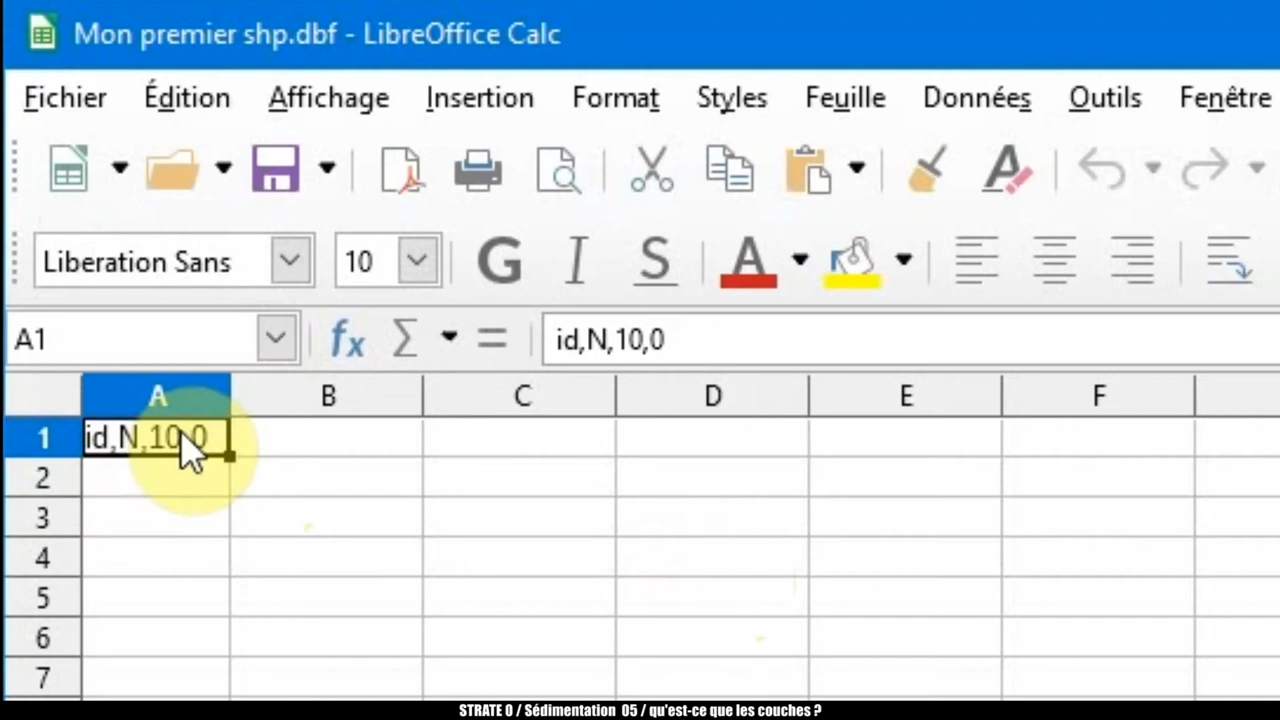 Mon premier shp.dbf - LibreOffice Calc
Fichier Édition Affichage Insertion Format Styles Feuille Données Outils Fenêtre
Liberation Sans 10 G I S A
A1 fx Σ = id,N,10,0
A B C D E F
1 id,N,10,0
2
3
4
5
6
7
STRATE 0 / Sédimentation 05 / qu'est-ce que les couches ?